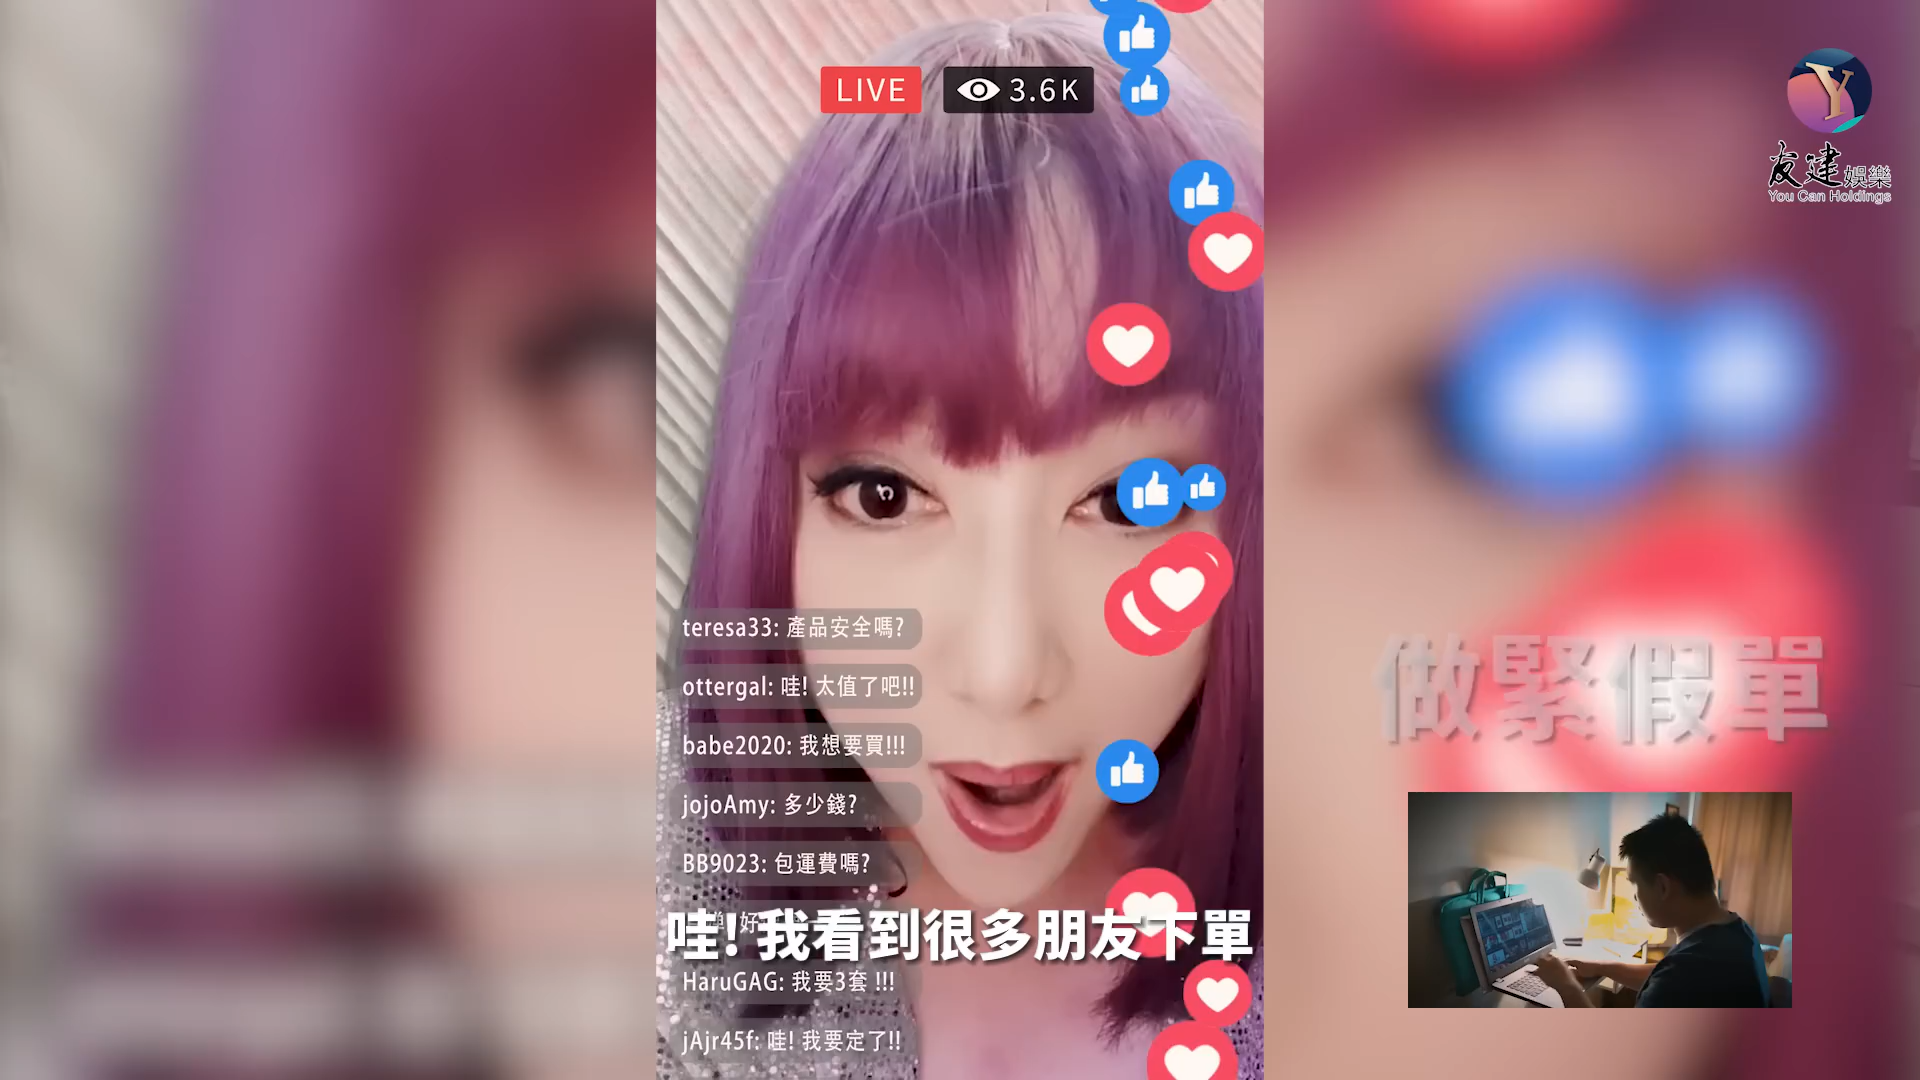 LIVE
3.6K
Y
友建娛樂
You Can Holdings
teresa33: 產品安全嗎?
ottergal: 哇! 太值了吧!!
babe2020: 我想要買!!!
jojoAmy: 多少錢?
BB9023: 包運費嗎?
哇! 我看到很多朋友下單
HaruGAG: 我要3套 !!!
jAjr45f: 哇! 我要定了!!
做緊假單